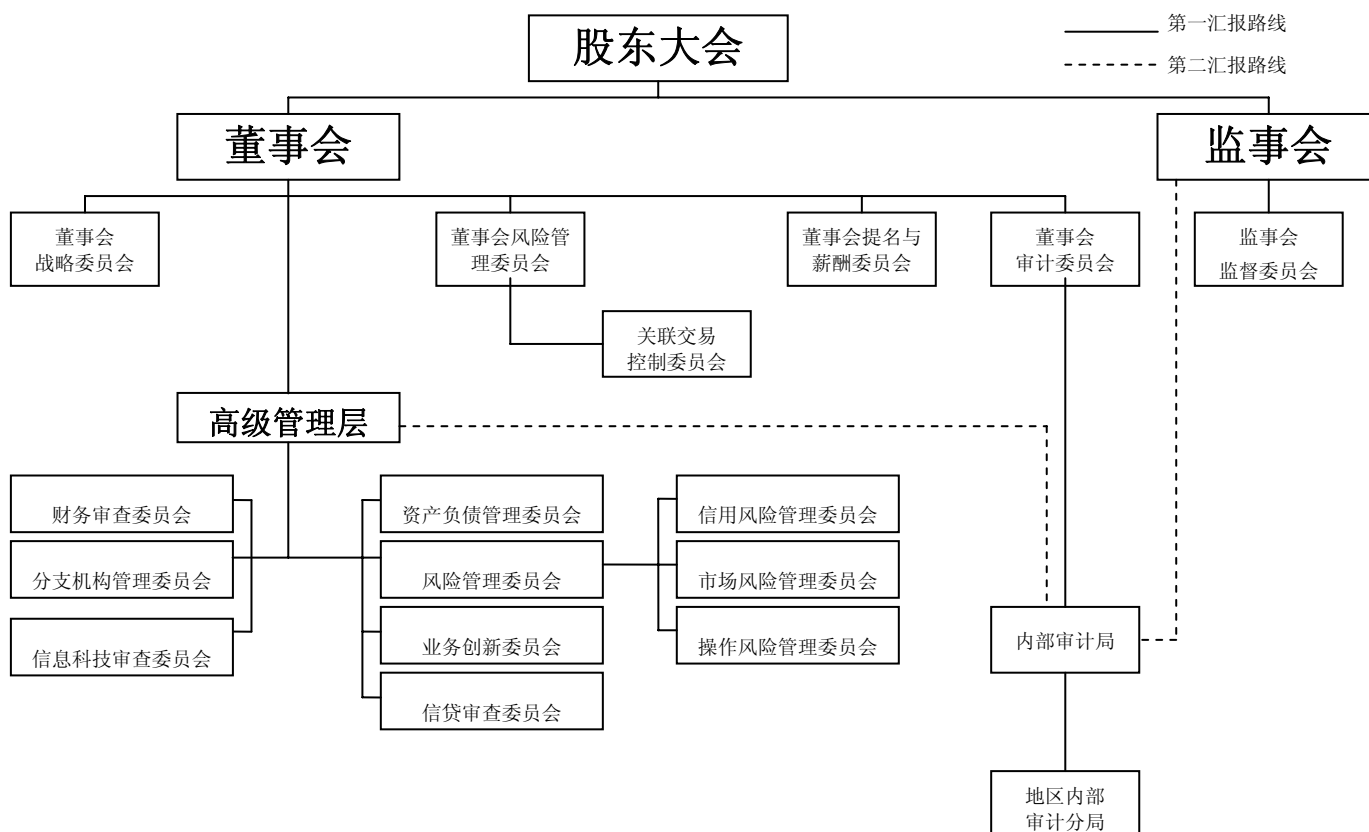 股东大会
第一汇报路线
第二汇报路线
董事会
监事会
董事会
战略委员会
董事会风险管
理委员会
董事会提名与
薪酬委员会
董事会
审计委员会
监事会
监督委员会
关联交易
控制委员会
高级管理层
财务审查委员会
资产负债管理委员会
信用风险管理委员会
分支机构管理委员会
风险管理委员会
市场风险管理委员会
信息科技审查委员会
业务创新委员会
操作风险管理委员会
内部审计局
信贷审查委员会
地区内部
审计分局